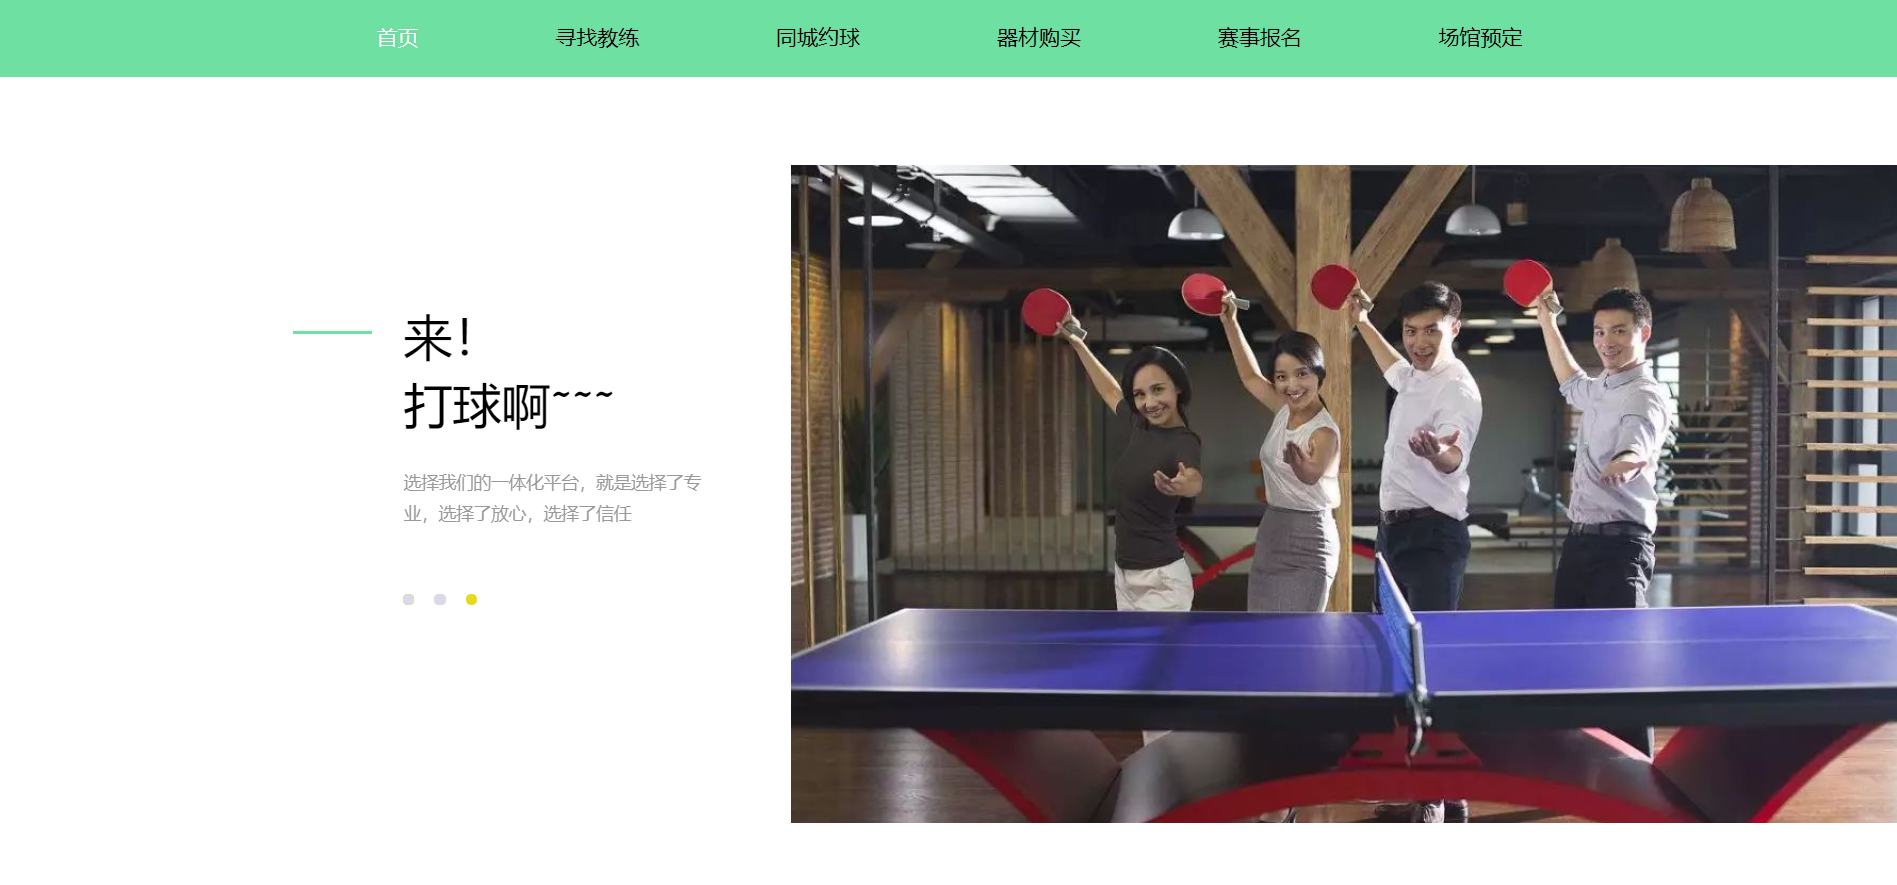 首页 寻找教练 同城约球 器材购买 赛事报名 场馆预定
来！
打球啊~~~
选择我们的一体化平台，就是选择了专
业，选择了放心，选择了信任